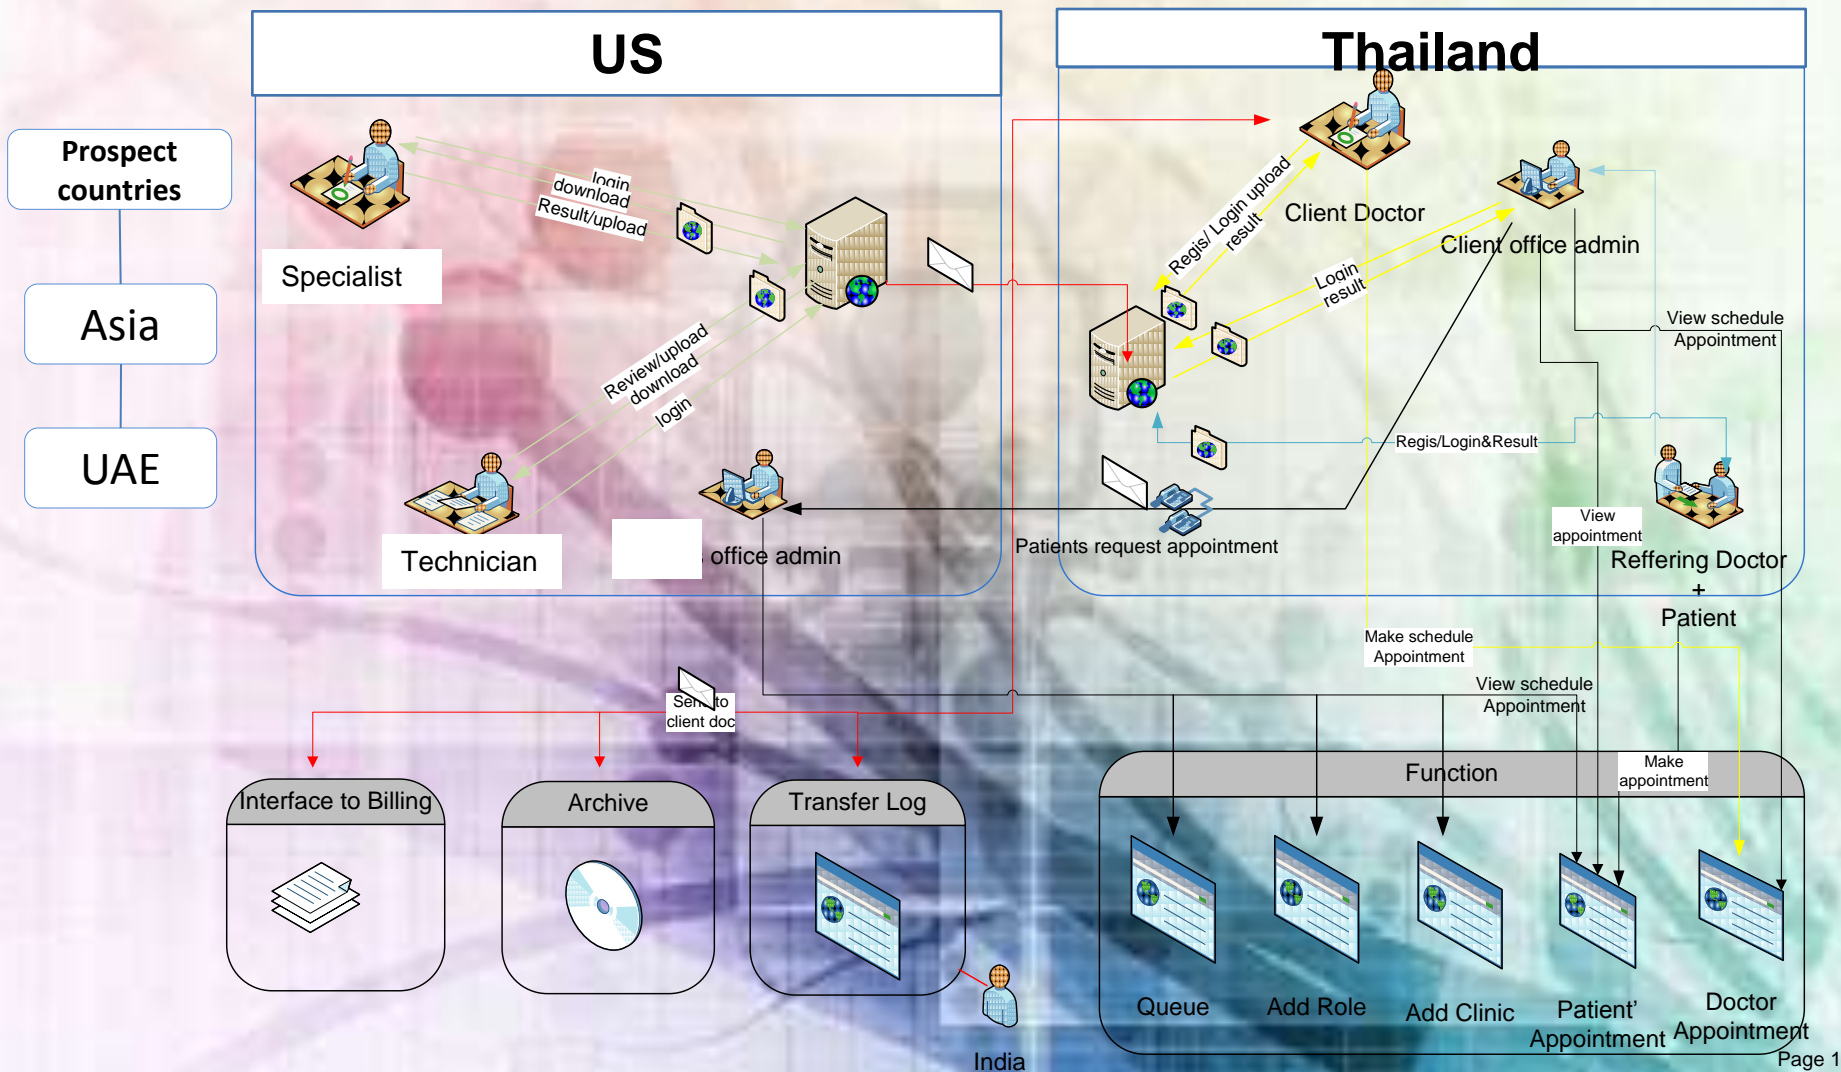 US
Thailand
Prospect
countries
Asia
UAE
login
download
Result/upload
Specialist
Review/upload
download
login
Technician
office admin
Regis/ Login upload
result
Client Doctor
Client office admin
Login
result
View schedule
Appointment
Regis/Login&Result
View
appointment
Patients request appointment
Reffering Doctor
+
Patient
Make schedule
Appointment
View schedule
Appointment
Send to
client doc
Make
appointment
Interface to Billing
Archive
Transfer Log
Function
Queue
Add Role
Add Clinic
Patient'
Appointment
Doctor
Appointment
India
Page 1